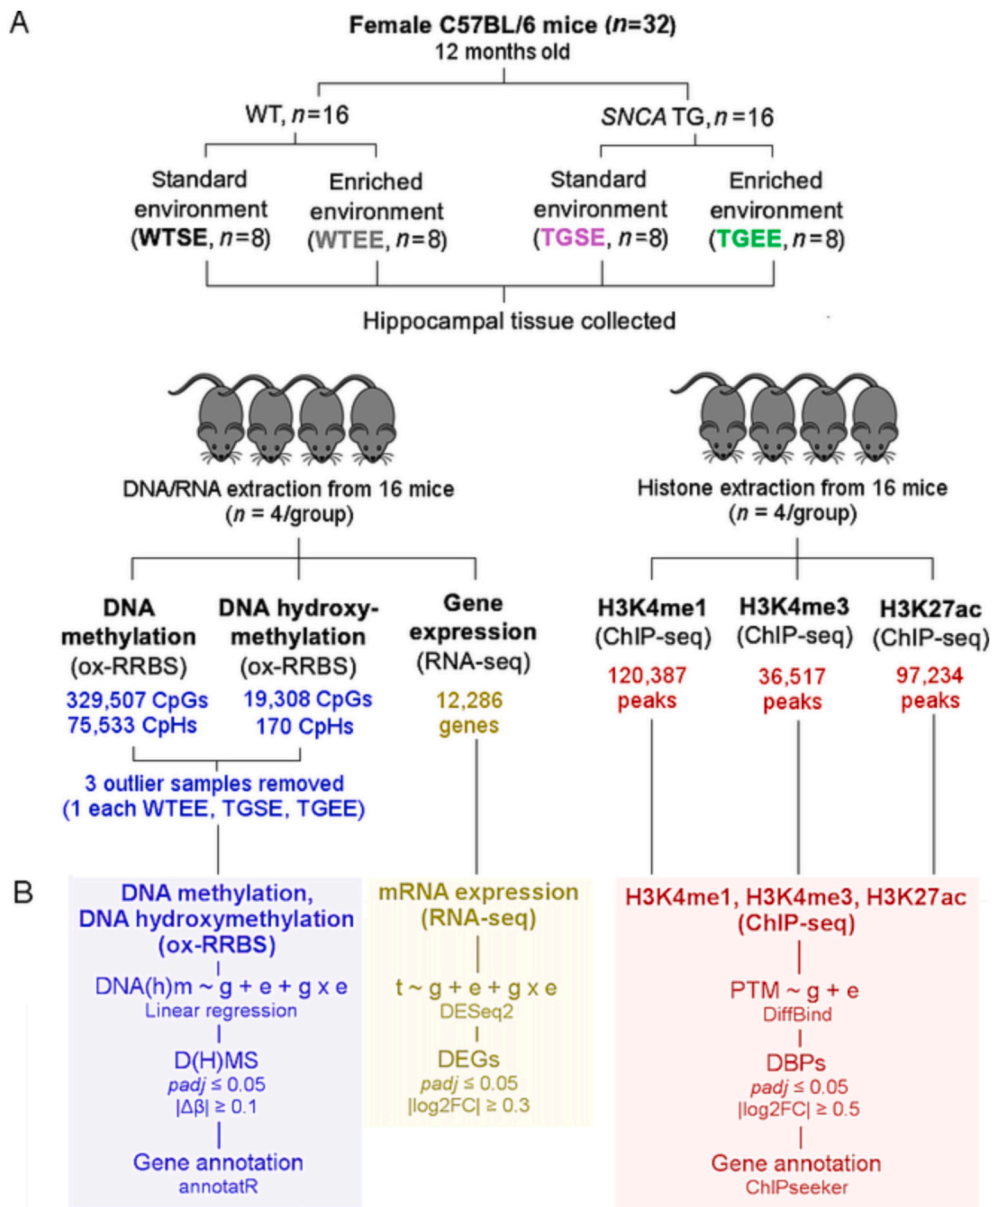 A
Female C57BL/6 mice (n=32)
12 months old
WT, n=16
SNCA TG, n=16
Standard
environment
(WTSE, n=8)
Enriched
environment
(WTEE, n=8)
Standard
environment
(TGSE, n=8)
Enriched
environment
(TGEE, n=8)
Hippocampal tissue collected
DNA/RNA extraction from 16 mice
(n = 4/group)
Histone extraction from 16 mice
(n = 4/group)
DNA
methylation
(ox-RRBS)
329,507 CpGs
75,533 CpHs
DNA hydroxy-
methylation
(ox-RRBS)
19,308 CpGs
170 CpHs
Gene
expression
(RNA-seq)
12,286
genes
H3K4me1
(ChIP-seq)
120,387
peaks
H3K4me3
(ChIP-seq)
36,517
peaks
H3K27ac
(ChIP-seq)
97,234
peaks
3 outlier samples removed
(1 each WTEE, TGSE, TGEE)
B
DNA methylation,
DNA hydroxymethylation
(ox-RRBS)
DNA(h)m ~ g + e + g x e
Linear regression
D(H)MS
padj ≤ 0.05
|Δβ| ≥ 0.1
Gene annotation
annotatR
mRNA expression
(RNA-seq)
t ~ g + e + g x e
DESeq2
DEGs
padj ≤ 0.05
|log2FC| ≥ 0.3
H3K4me1, H3K4me3, H3K27ac
(ChIP-seq)
PTM ~ g + e
DiffBind
DBPs
padj ≤ 0.05
|log2FC| ≥ 0.5
Gene annotation
ChIPseeker